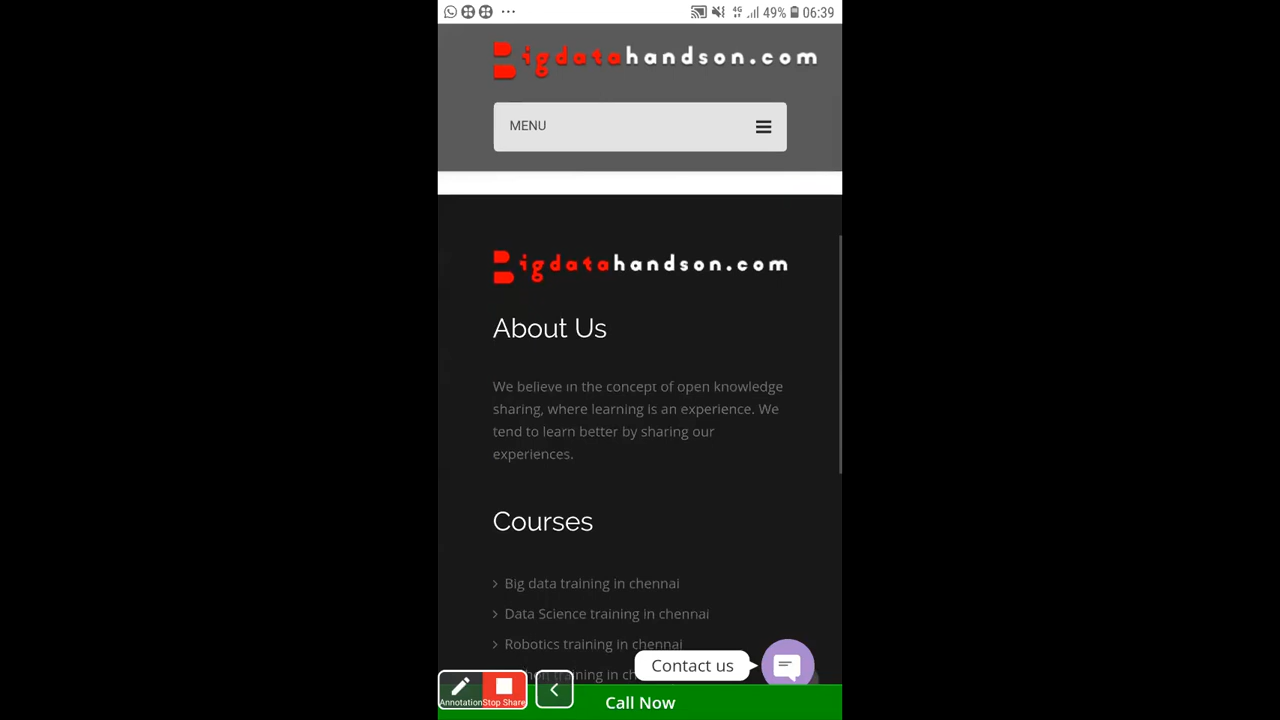 49% 06:39
Bigdatahandson.com
MENU
Bigdatahandson.com
About Us
We believe in the concept of open knowledge
sharing, where learning is an experience. We
tend to learn better by sharing our
experiences.
Courses
Big data training in chennai
Data Science training in chennai
Robotics training in chennai
training in
Contact us
Annotation Stop Share
Call Now